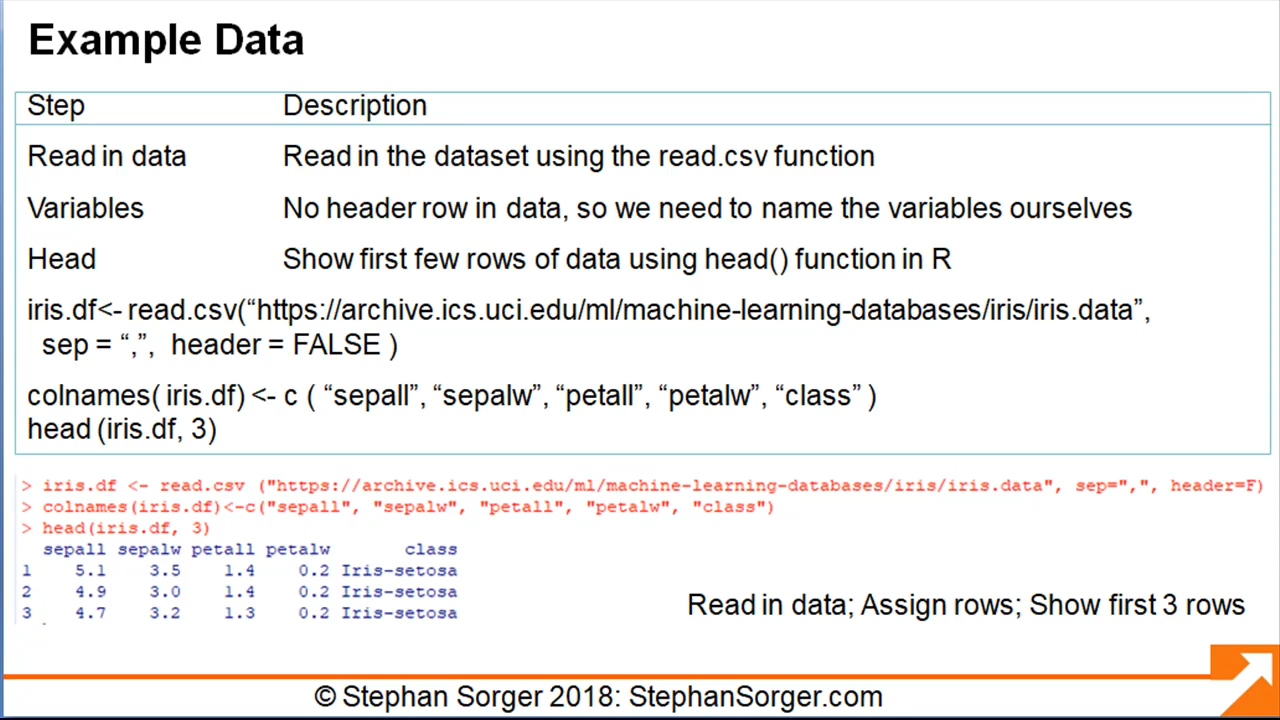 Example Data
Step Description
Read in data Read in the dataset using the read.csv function
Variables No header row in data, so we need to name the variables ourselves
Head Show first few rows of data using head() function in R
iris.df<- read.csv(“https://archive.ics.uci.edu/ml/machine-learning-databases/iris/iris.data”,
sep = “,”, header = FALSE )
colnames( iris.df) <- c ( “sepall”, “sepalw”, “petall”, “petalw”, “class” )
head (iris.df, 3)
> iris.df <- read.csv ("https://archive.ics.uci.edu/ml/machine-learning-databases/iris/iris.data", sep=",", header=F)
> colnames(iris.df)<-c("sepall", "sepalw", "petall", "petalw", "class")
> head(iris.df, 3)
sepall sepalw petall petalw class
1 5.1 3.5 1.4 0.2 Iris-setosa
2 4.9 3.0 1.4 0.2 Iris-setosa
3 4.7 3.2 1.3 0.2 Iris-setosa
Read in data; Assign rows; Show first 3 rows
© Stephan Sorger 2018: StephanSorger.com